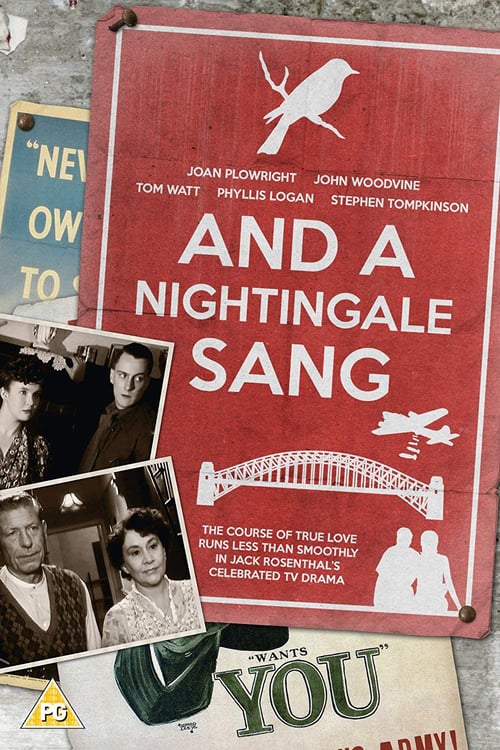 "NE
OW
TO
JOAN PLOWRIGHT JOHN WOODVINE
TOM WATT PHYLLIS LOGAN STEPHEN TOMPKINSON
AND A
NIGHTINGALE
SANG
THE COURSE OF TRUE LOVE
RUNS LESS THAN SMOOTHLY
IN JACK ROSENTHAL'S
CELEBRATED TV DRAMA
"WANTS
YOU"
ARMY!
PG